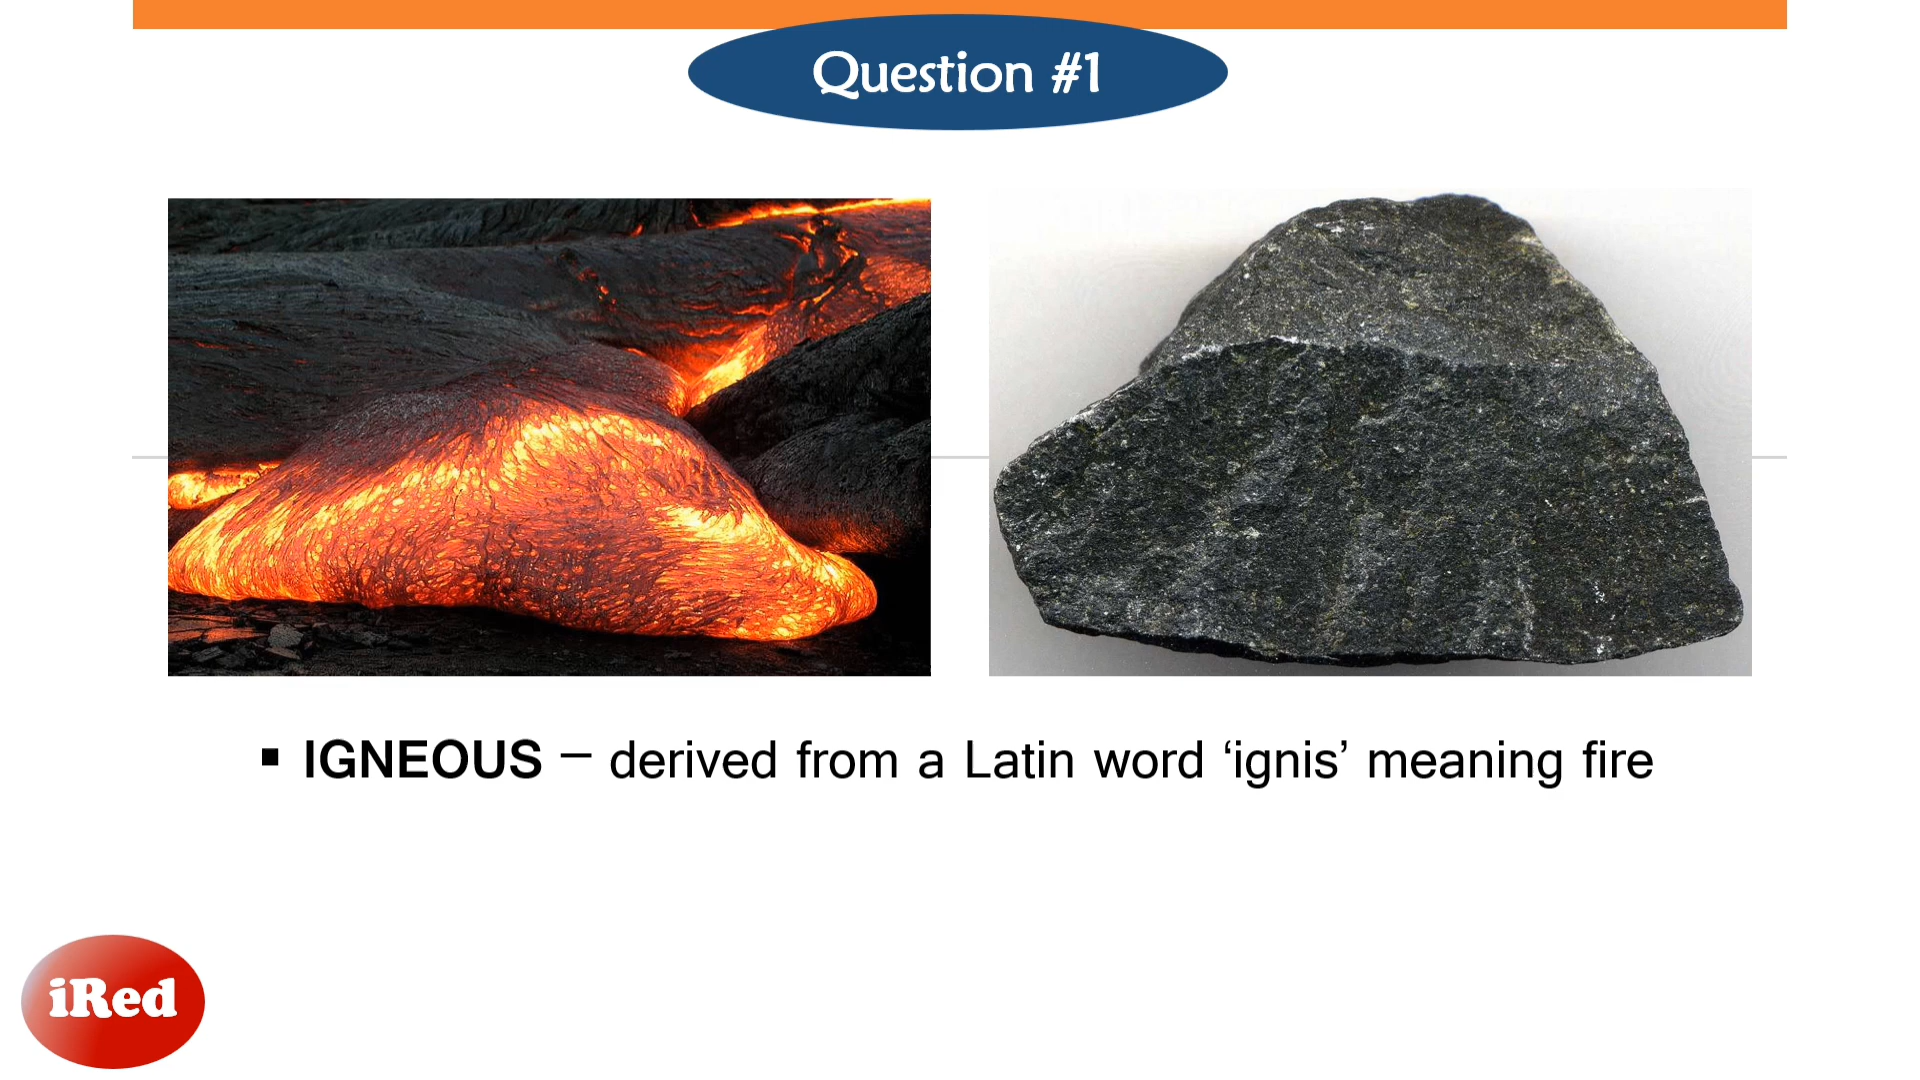 Question #1
▪ IGNEOUS – derived from a Latin word ‘ignis’ meaning fire
iRed